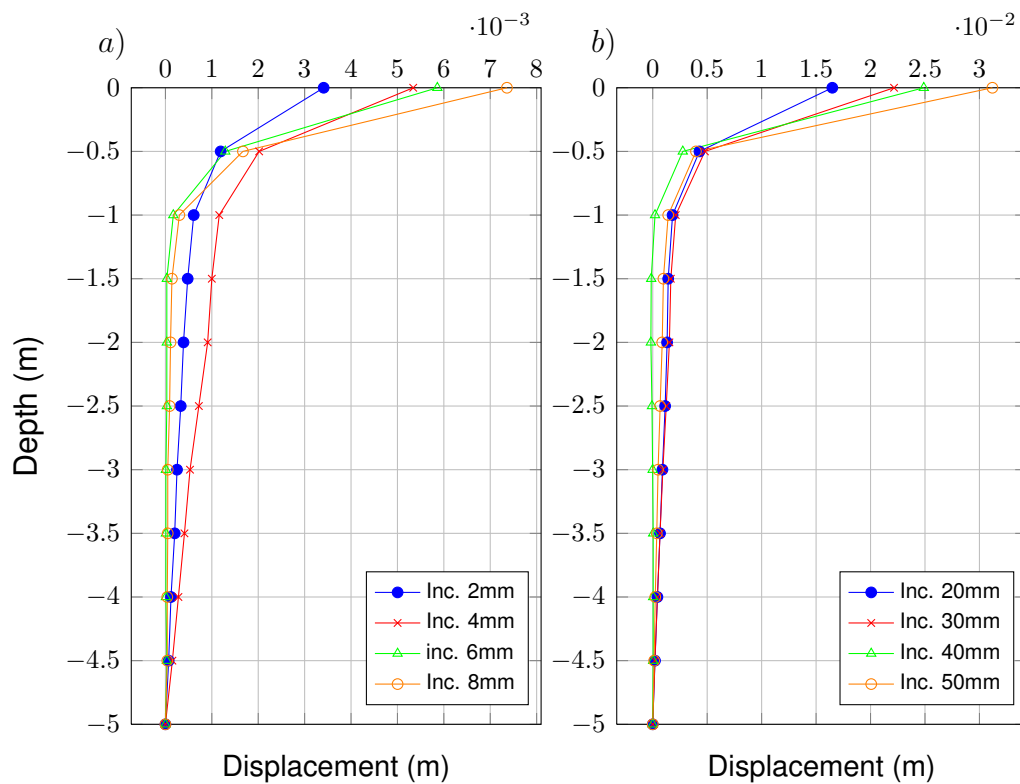 a)
·10⁻³
0 1 2 3 4 5 6 7 8
0
−0.5
−1
−1.5
−2
−2.5
−3
−3.5
−4
−4.5
−5
Depth (m)
Inc. 2mm
Inc. 4mm
inc. 6mm
Inc. 8mm
Displacement (m)
b)
·10⁻²
0 0.5 1 1.5 2 2.5 3
0
−0.5
−1
−1.5
−2
−2.5
−3
−3.5
−4
−4.5
−5
Inc. 20mm
Inc. 30mm
Inc. 40mm
Inc. 50mm
Displacement (m)